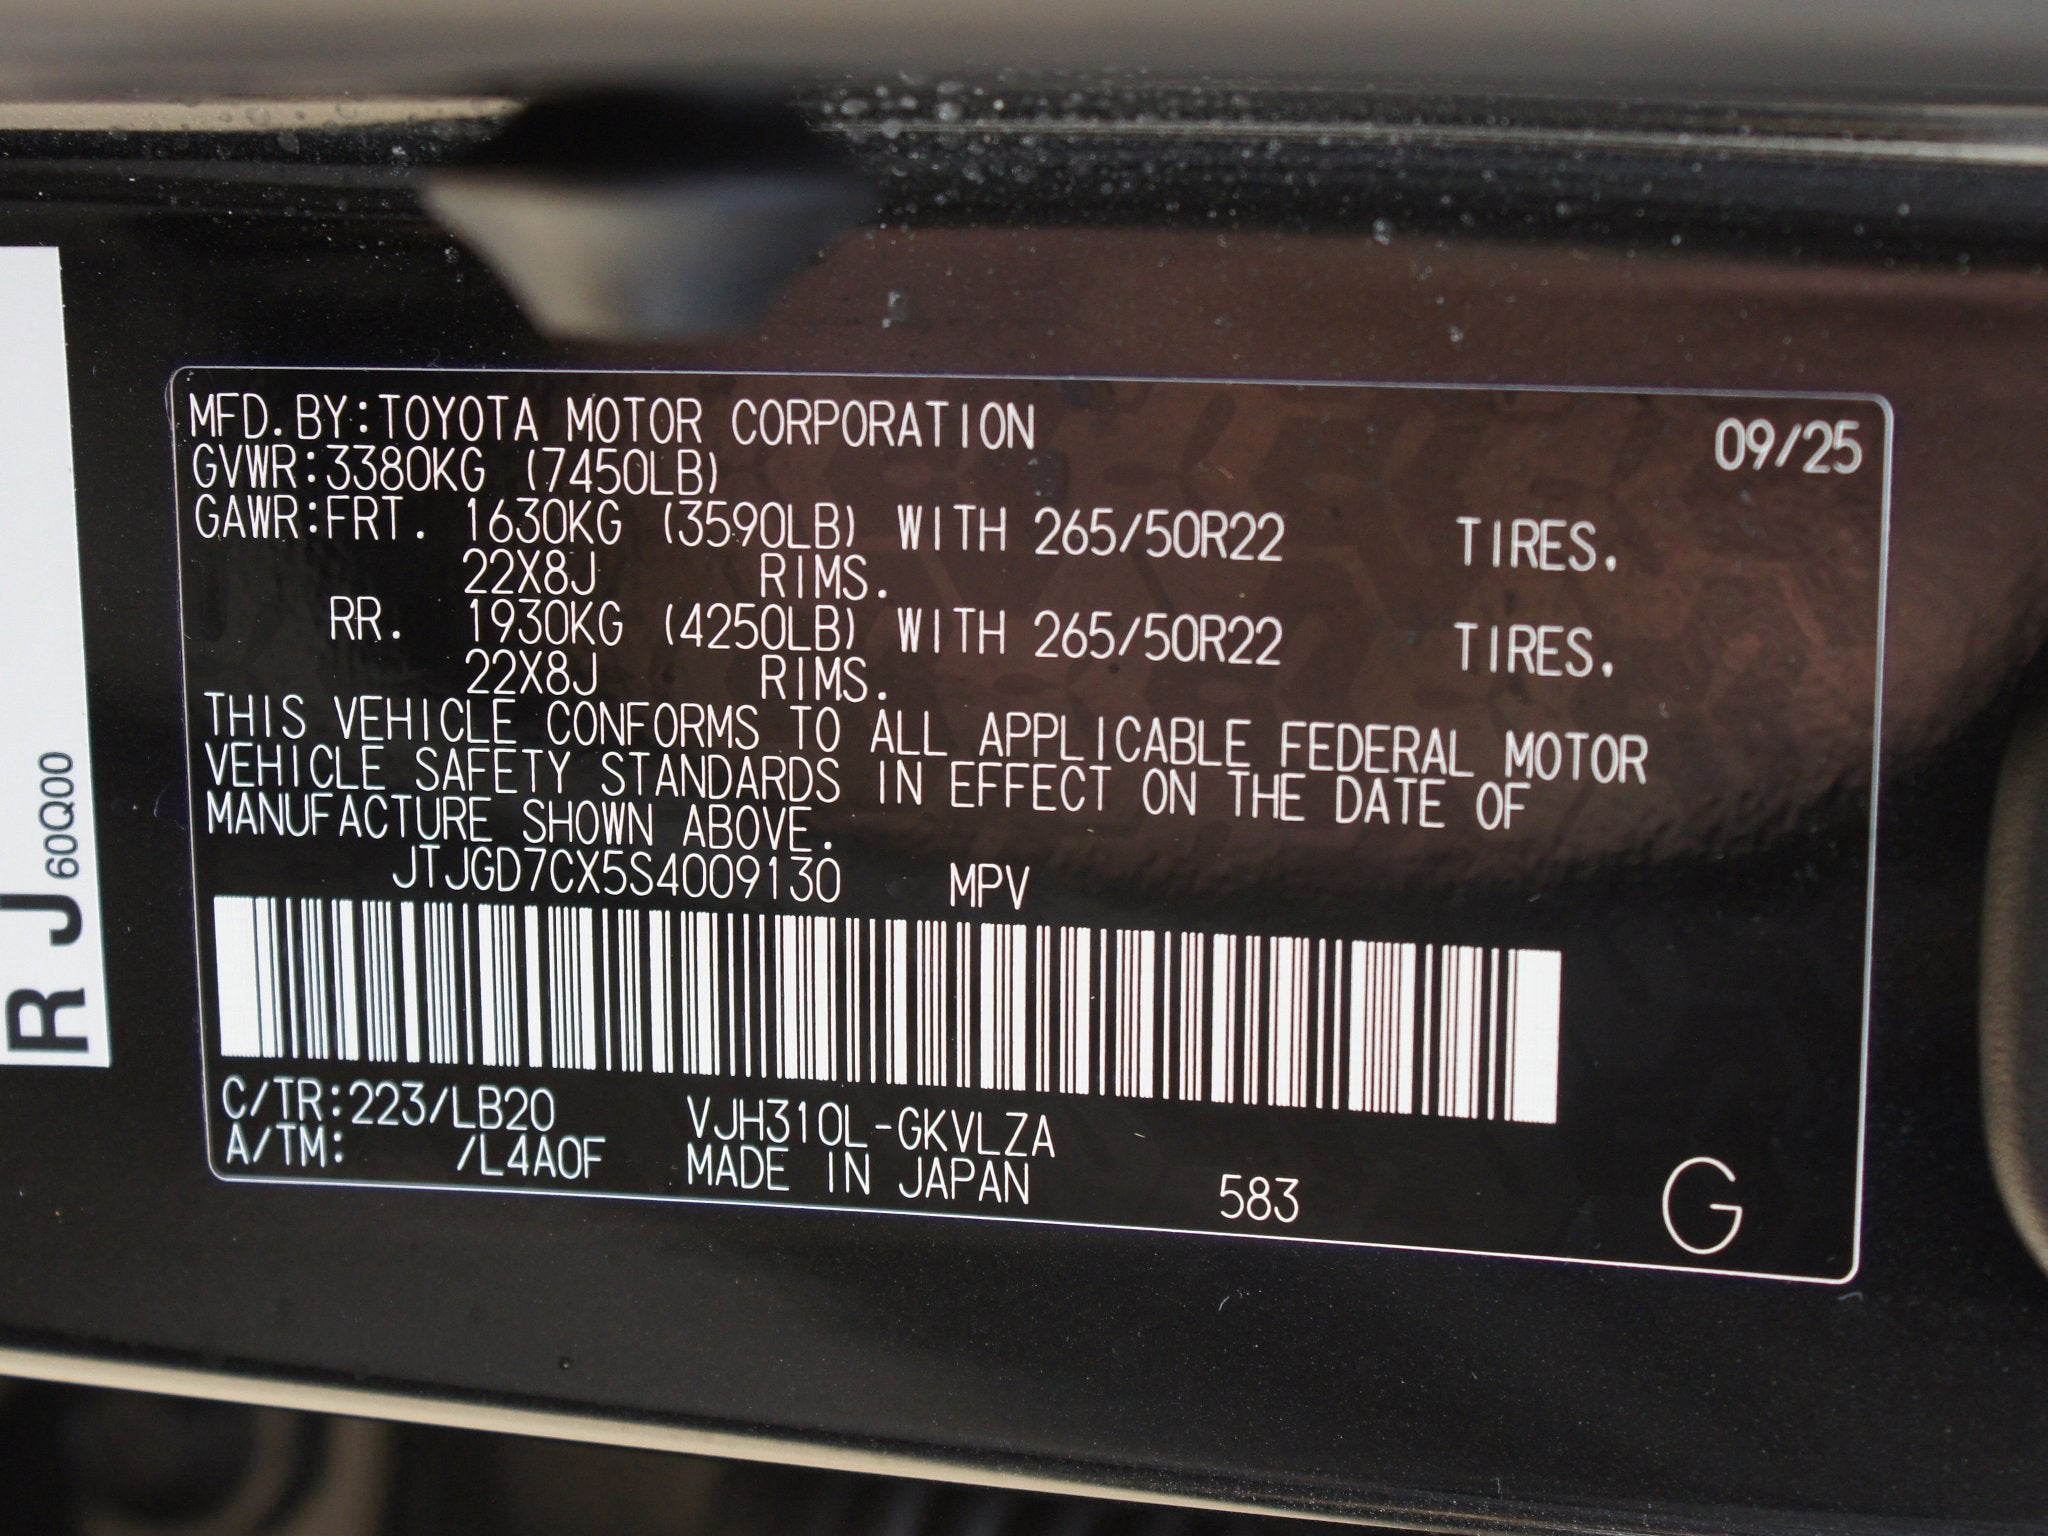 MFD.BY:TOYOTA MOTOR CORPORATION 09/25
GVWR:3380KG (7450LB)
GAWR:FRT. 1630KG (3590LB) WITH 265/50R22 TIRES.
22X8J RIMS.
RR. 1930KG (4250LB) WITH 265/50R22 TIRES.
22X8J RIMS.
THIS VEHICLE CONFORMS TO ALL APPLICABLE FEDERAL MOTOR
VEHICLE SAFETY STANDARDS IN EFFECT ON THE DATE OF
MANUFACTURE SHOWN ABOVE.
JTJGD7CX5S4009130 MPV
C/TR:223/LB20 VJH310L-GKVLZA
A/TM: /L4A0F MADE IN JAPAN 583 G
R J 60Q00